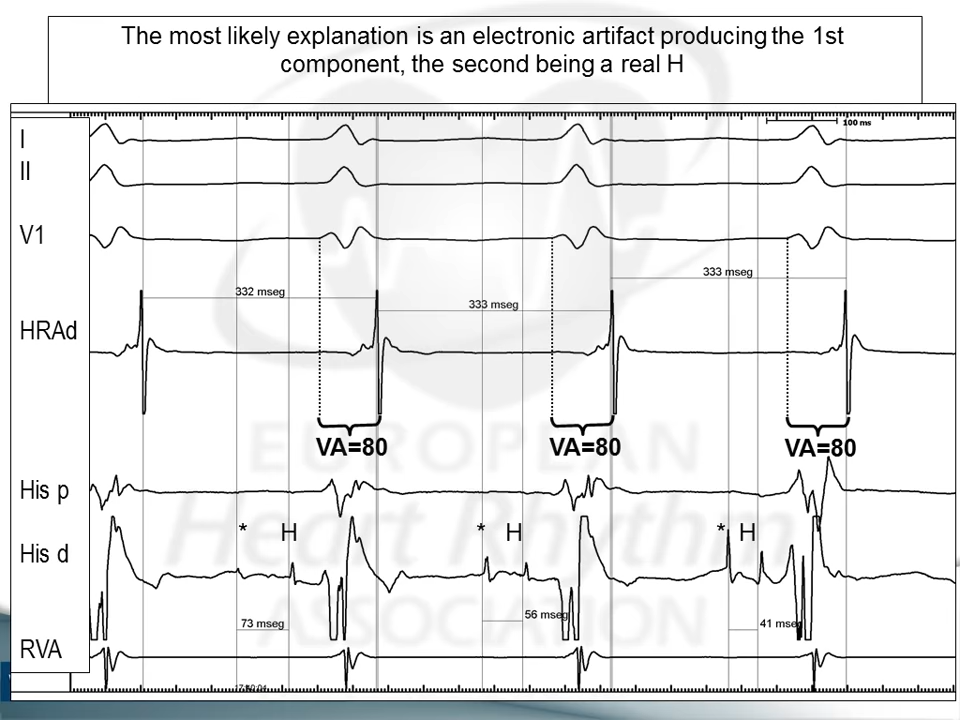 The most likely explanation is an electronic artifact producing the 1st
component, the second being a real H
100 ms
I
II
V1
333 mseg
332 mseg
333 mseg
HRAd
VA=80 VA=80 VA=80
EUROPEAN
His p
Heart Rhythm
* H * H * H
His d
ASSOCIATION
73 mseg 56 mseg 41 mseg
RVA